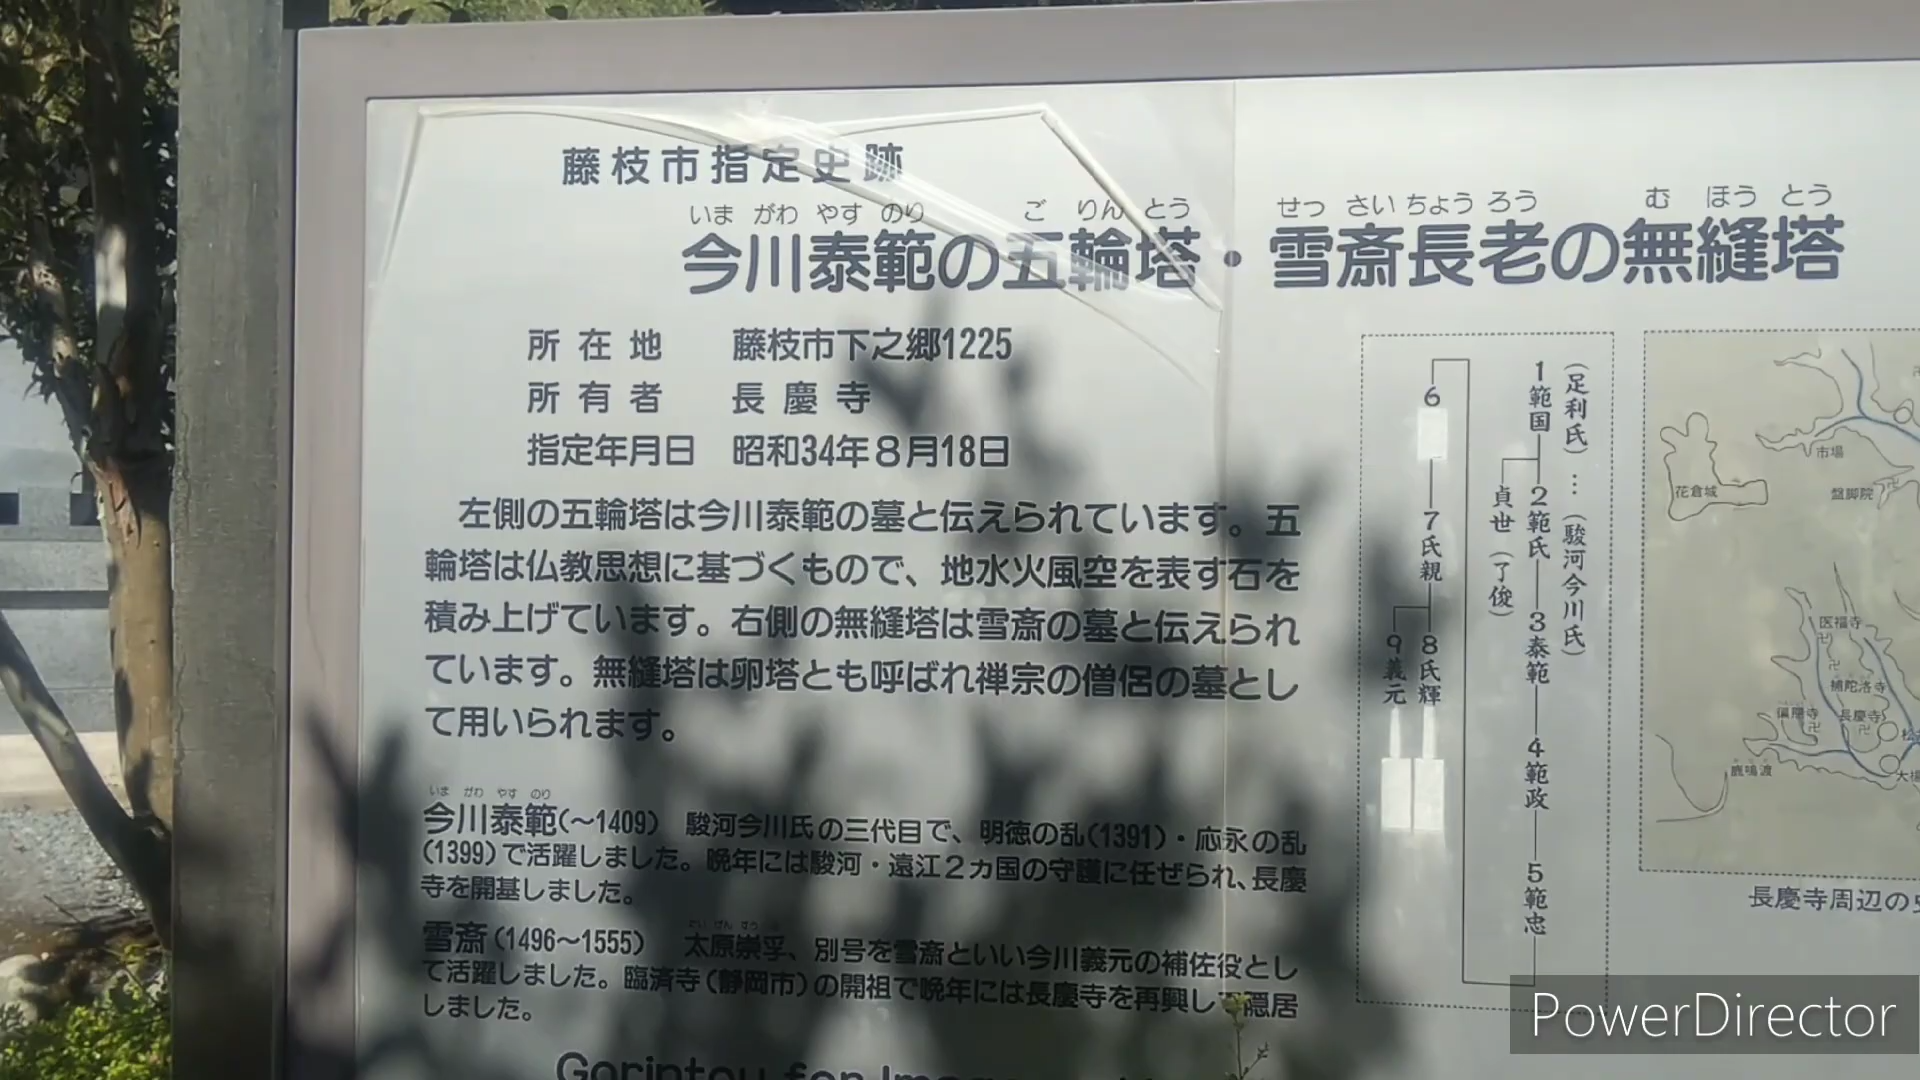 藤枝市指定史跡
いま がわ やす のり ご りん とう せっ さい ちょう ろう む ほう とう
今川泰範の五輪塔・雪斎長老の無縫塔
所在地 藤枝市下之郷1225
所有者 長慶寺
指定年月日 昭和34年8月18日
左側の五輪塔は今川泰範の墓と伝えられています。五
輪塔は仏教思想に基づくもので、地水火風空を表す石を
積み上げています。右側の無縫塔は雪斎の墓と伝えられ
ています。無縫塔は卵塔とも呼ばれ禅宗の僧侶の墓とし
て用いられます。
いま がわ やす のり
今川泰範(～1409) 駿河今川氏の三代目で、明徳の乱(1391)・応永の乱
(1399)で活躍しました。晩年には駿河・遠江2ヵ国の守護に任ぜられ、長慶
寺を開基しました。
たい げん すう ふ
雪斎(1496～1555) 太原崇孚、別号を雪斎といい今川義元の補佐役とし
て活躍しました。臨済寺(静岡市)の開祖で晩年には長慶寺を再興し隠居
しました。
Gorintou for
(足利氏)…(駿河今川氏)
1範国
2範氏
3泰範
4範政
5範忠
貞世(了俊)
6
7氏親
8氏輝
9義元
市場
花倉城
盤脚院
医福寺
補陀洛寺
偏照寺
長慶寺
鹿鳴渡
長慶寺周辺の
PowerDirector